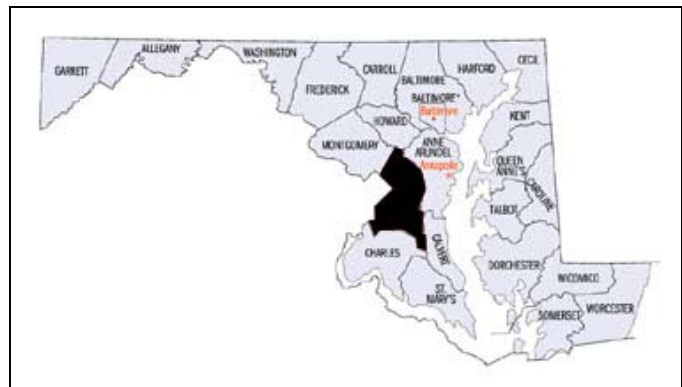 GARRETT
ALLEGANY
WASHINGTON
FREDERICK
CARROLL
BALTIMORE
HARFORD
CECIL
BALTIMORE*
Baltimore
HOWARD
MONTGOMERY
ANNE
ARUNDEL
Annapolis
KENT
QUEEN
ANNE'S
CAROLINE
TALBOT
CALVERT
CHARLES
ST.
MARY'S
DORCHESTER
WICOMICO
SOMERSET
WORCESTER